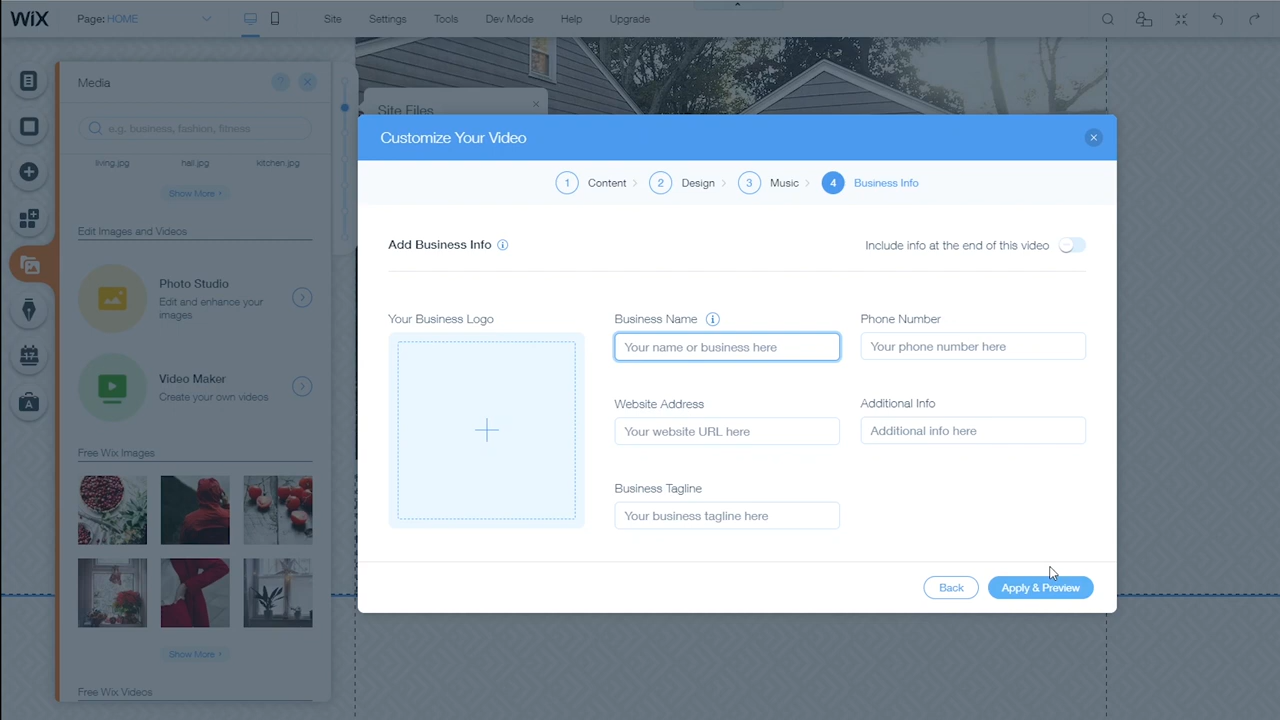 WiX
Page: HOME
Site
Settings
Tools
Dev Mode
Help
Upgrade
Media
e.g. business, fashion, fitness
living.jpg
hall.jpg
kitchen.jpg
Show More ›
Edit Images and Videos
Photo Studio
Edit and enhance your
images
Video Maker
Create your own videos
Free Wix Images
Show More ›
Free Wix Videos
Site Files
Customize Your Video
1 Content › 2 Design › 3 Music › 4 Business Info
Add Business Info
Include info at the end of this video
Your Business Logo
Business Name
Your name or business here
Phone Number
Your phone number here
Website Address
Your website URL here
Additional Info
Additional info here
Business Tagline
Your business tagline here
Back
Apply & Preview